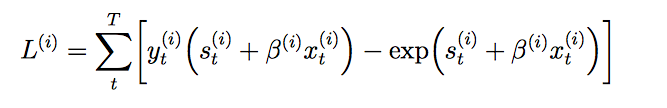 $$L^{(i)} = \sum_{t}^{T} \left[ y_t^{(i)} \left( s_t^{(i)} + \beta^{(i)} x_t^{(i)} \right) - \exp\left( s_t^{(i)} + \beta^{(i)} x_t^{(i)} \right) \right]$$